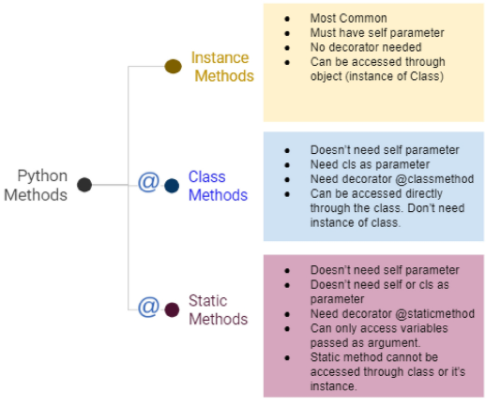 Python
Methods
Instance
Methods
● Most Common
● Must have self parameter
● No decorator needed
● Can be accessed through
object (instance of Class)
@
Class
Methods
● Doesn't need self parameter
● Need cls as parameter
● Need decorator @classmethod
● Can be accessed directly
through the class. Don't need
instance of class.
@
Static
Methods
● Doesn't need self parameter
● Doesn't need self or cls as
parameter
● Need decorator @staticmethod
● Can only access variables
passed as argument.
● Static method cannot be
accessed through class or it's
instance.